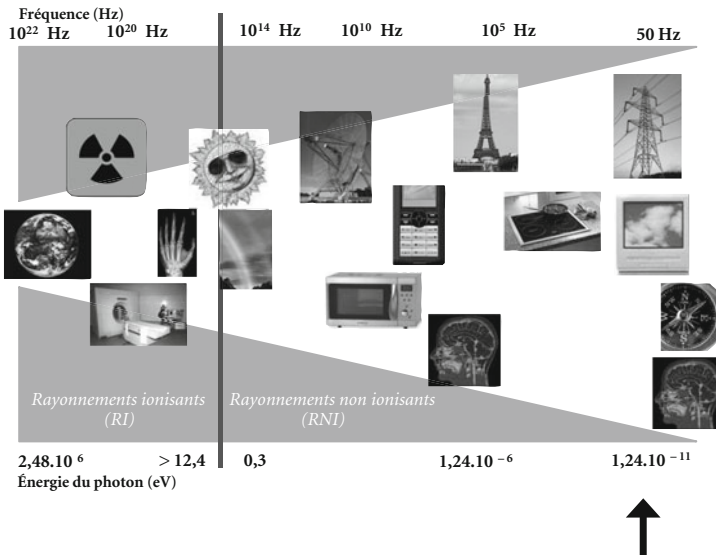 Fréquence (Hz)
10²² Hz 10²⁰ Hz 10¹⁴ Hz 10¹⁰ Hz 10⁵ Hz 50 Hz
N
W E
S
Rayonnements ionisants Rayonnements non ionisants
(RI) (RNI)
2,48.10 ⁶ > 12,4 0,3 1,24.10 ⁻⁶ 1,24.10 ⁻¹¹
Énergie du photon (eV)